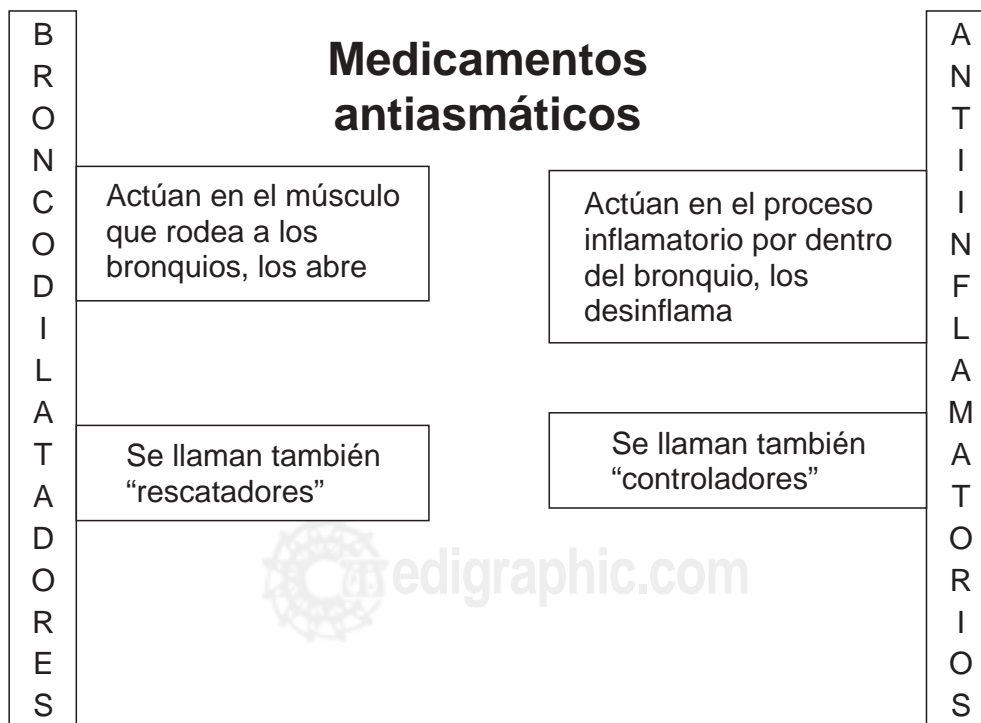 BRONCODILATADORES
Medicamentos
antiasmáticos
Actúan en el músculo
que rodea a los
bronquios, los abre
Se llaman también
“rescatadores”
Actúan en el proceso
inflamatorio por dentro
del bronquio, los
desinflama
Se llaman también
“controladores”
ANTIINFLAMATORIOS
medigraphic.com